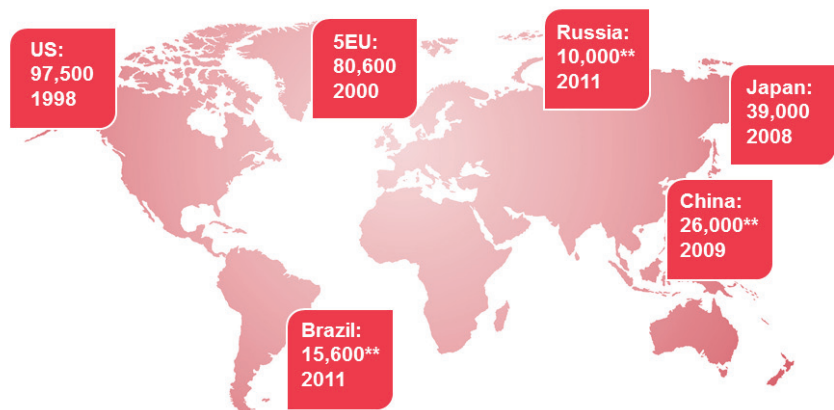 US:
97,500
1998
5EU:
80,600
2000
Russia:
10,000**
2011
Japan:
39,000
2008
China:
26,000**
2009
Brazil:
15,600**
2011